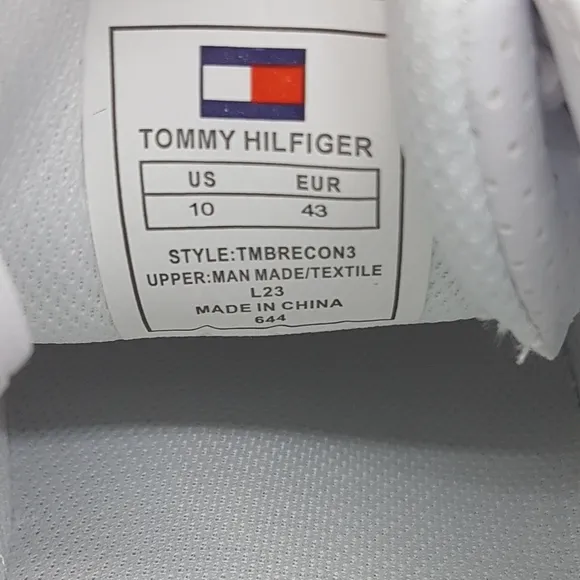 TOMMY HILFIGER
US EUR
10 43
STYLE:TMBRECON3
UPPER:MAN MADE/TEXTILE
L23
MADE IN CHINA
644